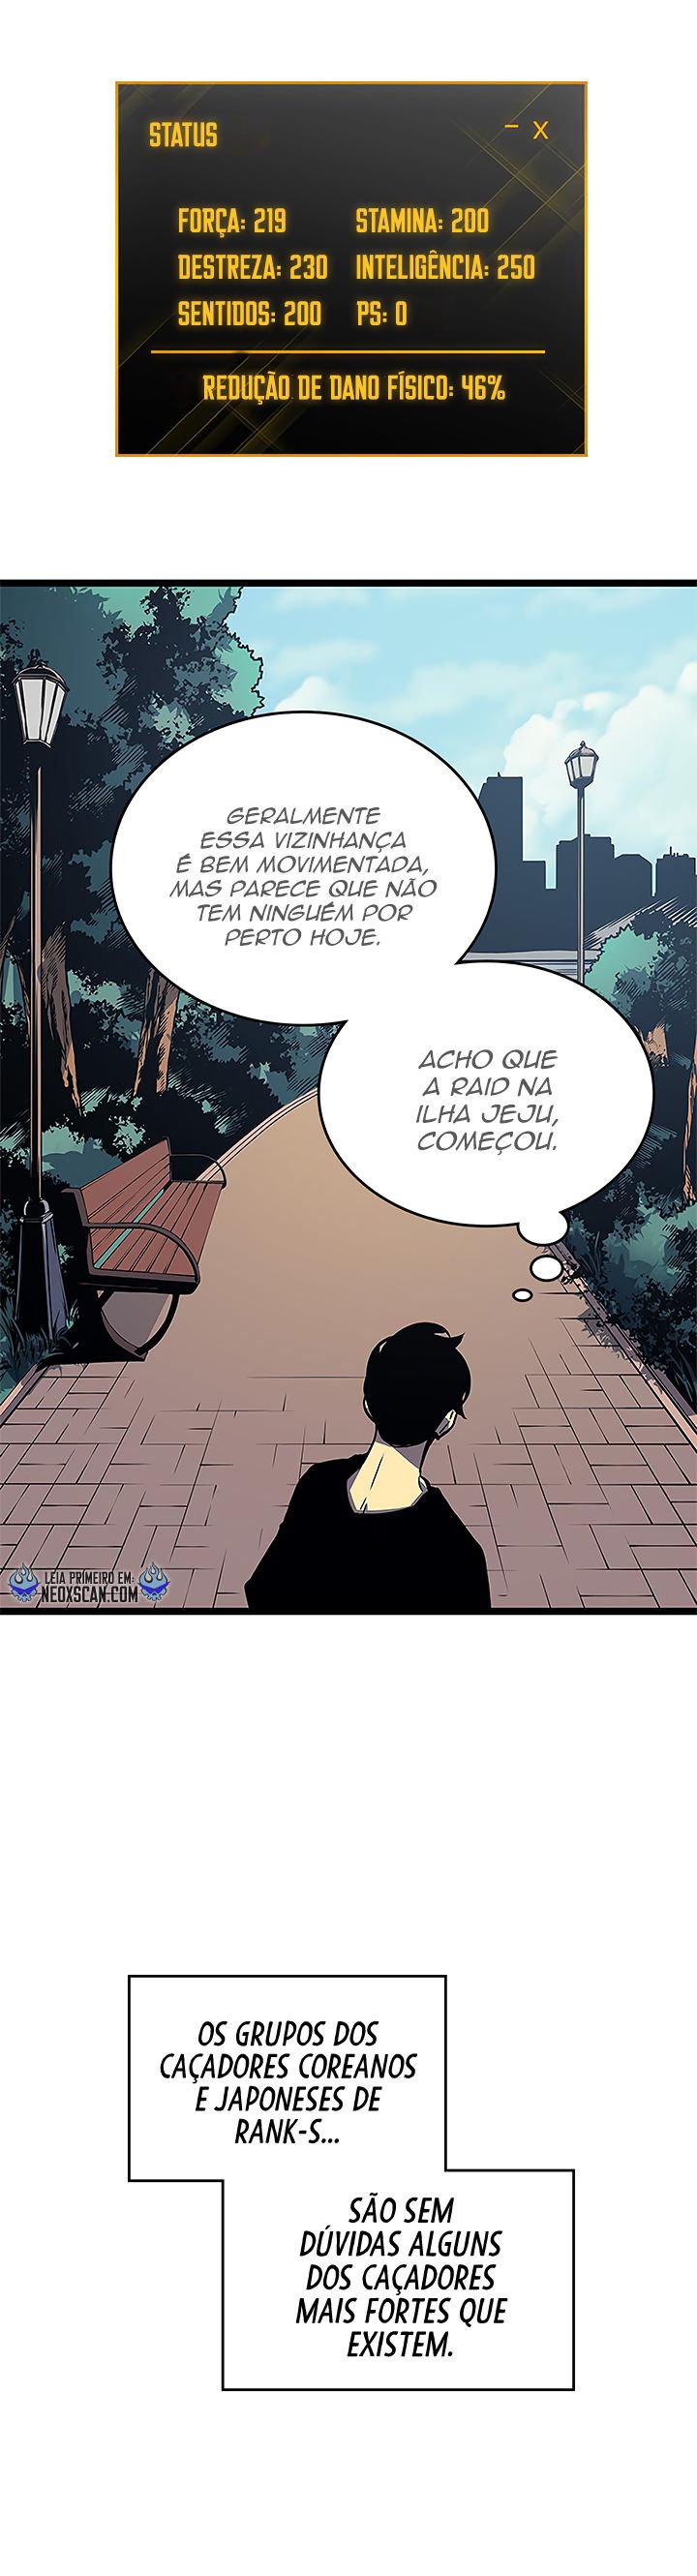 STATUS
- X
FORÇA: 219 STAMINA: 200
DESTREZA: 230 INTELIGÊNCIA: 250
SENTIDOS: 200 PS: 0
REDUÇÃO DE DANO FÍSICO: 46%
GERALMENTE
ESSA VIZINHANÇA
É BEM MOVIMENTADA,
MAS PARECE QUE NÃO
TEM NINGUÉM POR
PERTO HOJE.
ACHO QUE
A RAID NA
ILHA JEJU,
COMEÇOU.
LEIA PRIMEIRO EM:
NEOXSCAN.COM
OS GRUPOS DOS
CAÇADORES COREANOS
E JAPONESES DE
RANK-S...
SÃO SEM
DÚVIDAS ALGUNS
DOS CAÇADORES
MAIS FORTES QUE
EXISTEM.